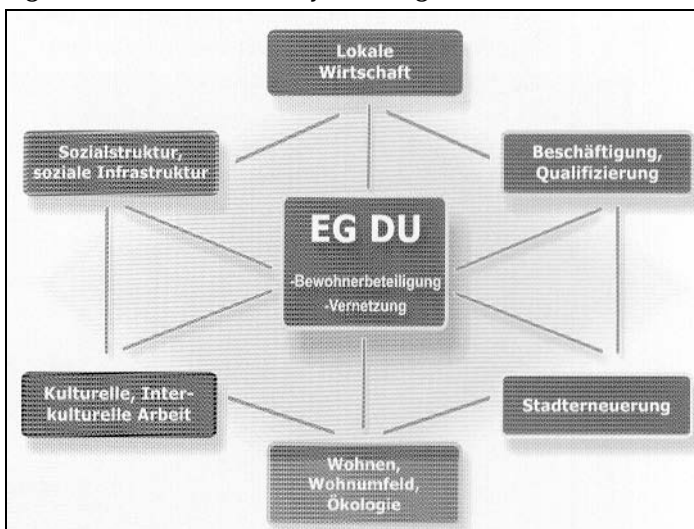 Lokale
Wirtschaft
Sozialstruktur,
soziale Infrastruktur
Beschäftigung,
Qualifizierung
EG DU
-Bewohnerbeteiligung
-Vernetzung
Kulturelle, Inter-
kulturelle Arbeit
Stadterneuerung
Wohnen,
Wohnumfeld,
Ökologie